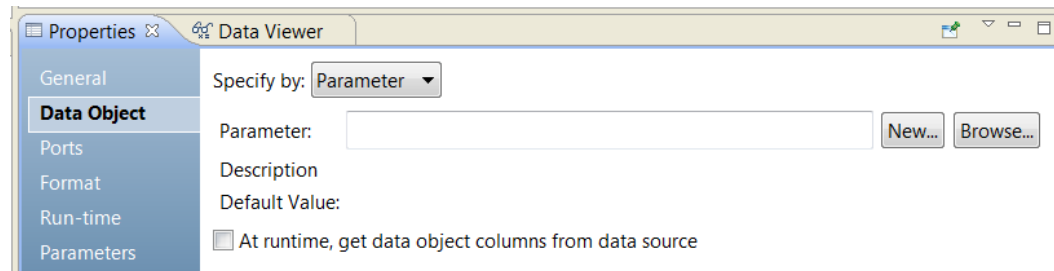 Properties Data Viewer
General
Data Object
Ports
Format
Run-time
Parameters
Specify by: Parameter
Parameter: New... Browse...
Description
Default Value:
At runtime, get data object columns from data source